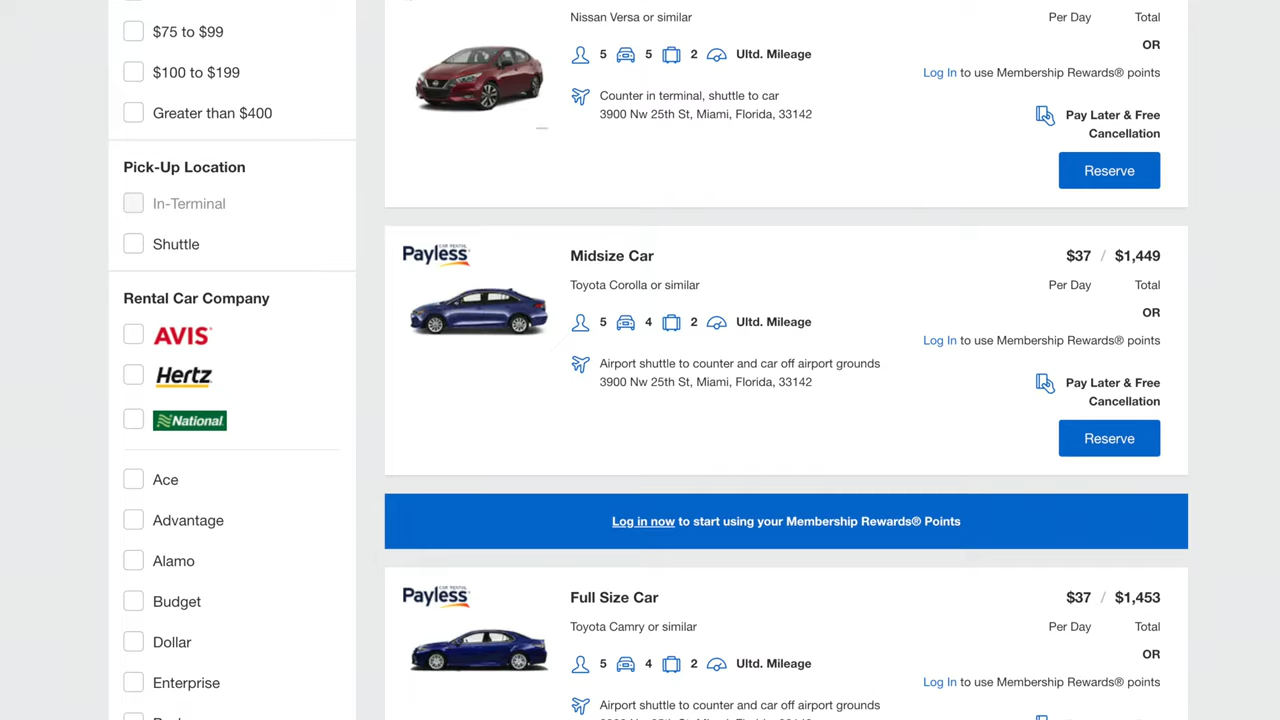 $75 to $99
$100 to $199
Greater than $400
Pick-Up Location
In-Terminal
Shuttle
Rental Car Company
AVIS
Hertz
National
Ace
Advantage
Alamo
Budget
Dollar
Enterprise
Nissan Versa or similar
Per Day Total
5 5 2 Ultd. Mileage
OR
Log In to use Membership Rewards® points
Counter in terminal, shuttle to car
3900 Nw 25th St, Miami, Florida, 33142
Pay Later & Free
Cancellation
Reserve
Payless CAR RENTAL
Midsize Car
$37 / $1,449
Toyota Corolla or similar
Per Day Total
5 4 2 Ultd. Mileage
OR
Log In to use Membership Rewards® points
Airport shuttle to counter and car off airport grounds
3900 Nw 25th St, Miami, Florida, 33142
Pay Later & Free
Cancellation
Reserve
Log in now to start using your Membership Rewards® Points
Payless CAR RENTAL
Full Size Car
$37 / $1,453
Toyota Camry or similar
Per Day Total
5 4 2 Ultd. Mileage
OR
Log In to use Membership Rewards® points
Airport shuttle to counter and car off airport grounds